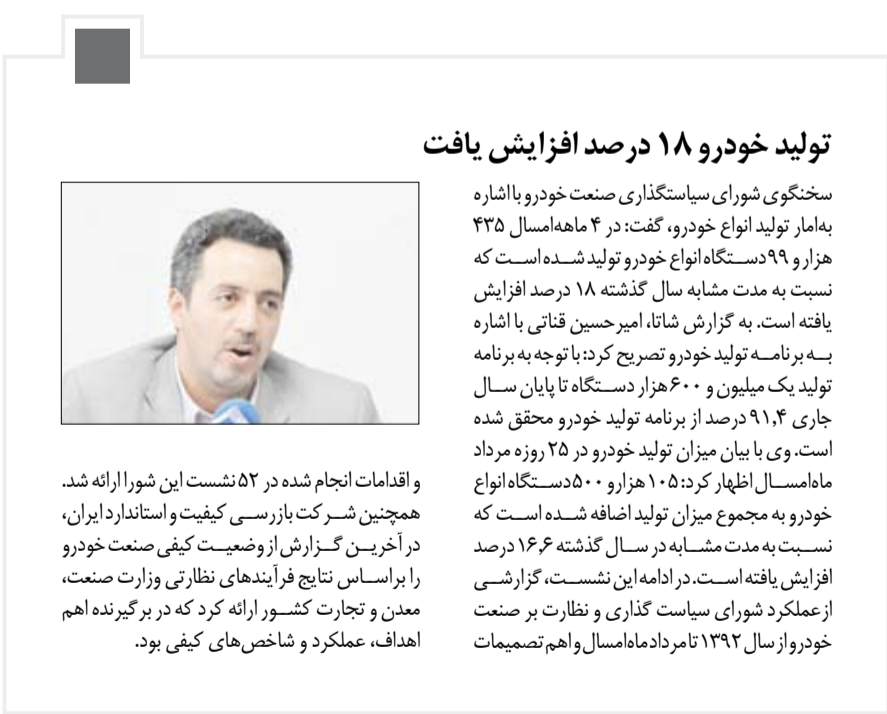 تولید خودرو ۱۸ درصد افزایش یافت
سخنگوی شورای سیاستگذاری صنعت خودرو بااشاره
به‌امار تولید انواع خودرو، گفت: در ۴ ماهه‌امسال ۴۳۵
هزار و ۹۹ دستگاه انواع خودرو تولید شده است که
نسبت به مدت مشابه سال گذشته ۱۸ درصد افزایش
یافته است. به گزارش شاتا، امیرحسین قناتی با اشاره
به برنامه تولید خودرو تصریح کرد: با توجه به برنامه
تولید یک میلیون و ۶۰۰ هزار دستگاه تا پایان سال
جاری ۹۱,۴ درصد از برنامه تولید خودرو محقق شده
است. وی با بیان میزان تولید خودرو در ۲۵ روزه مرداد
ماه‌امسال اظهار کرد: ۱۰۵ هزارو ۵۰۰ دستگاه انواع
خودرو به مجموع میزان تولید اضافه شده است که
نسبت به مدت مشابه در سال گذشته ۱۶,۶ درصد
افزایش یافته است. در ادامه این نشست، گزارشی
ازعملکرد شورای سیاست گذاری و نظارت بر صنعت
خودرو از سال ۱۳۹۲ تا مرداد ماه‌امسال و اهم تصمیمات
و اقدامات انجام شده در ۵۲ نشست این شورا ارائه شد.
همچنین شرکت بازرسی کیفیت و استاندارد ایران،
در آخرین گزارش از وضعیت کیفی صنعت خودرو
را براساس نتایج فرآیندهای نظارتی وزارت صنعت،
معدن و تجارت کشور ارائه کرد که در برگیرنده اهم
اهداف، عملکرد و شاخص‌های کیفی بود.